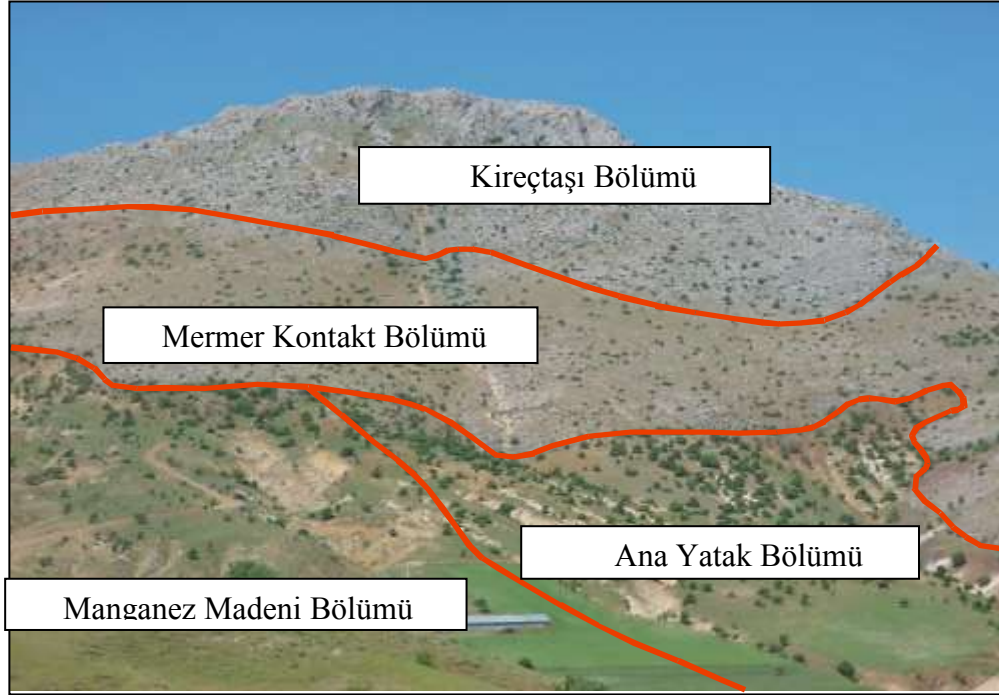 Kireçtaşı Bölümü
Mermer Kontakt Bölümü
Ana Yatak Bölümü
Manganez Madeni Bölümü